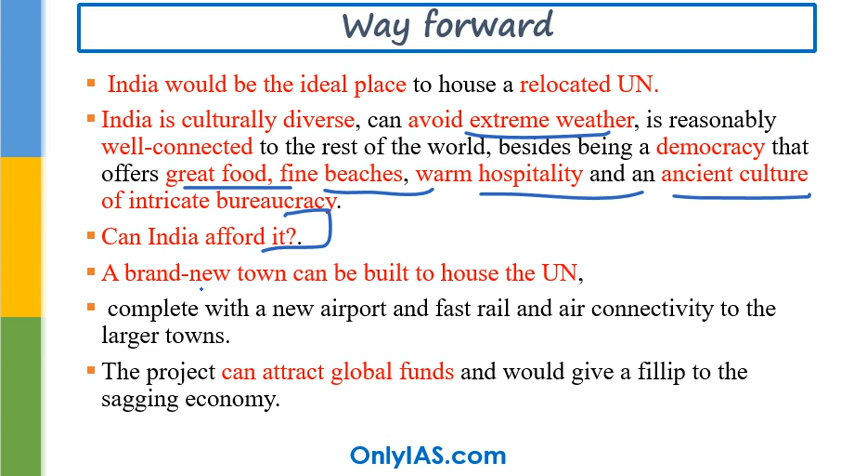 Way forward
India would be the ideal place to house a relocated UN.
India is culturally diverse, can avoid extreme weather, is reasonably
well-connected to the rest of the world, besides being a democracy that
offers great food, fine beaches, warm hospitality and an ancient culture
of intricate bureaucracy.
Can India afford it?.
A brand-new town can be built to house the UN,
complete with a new airport and fast rail and air connectivity to the
larger towns.
The project can attract global funds and would give a fillip to the
sagging economy.
OnlyIAS.com